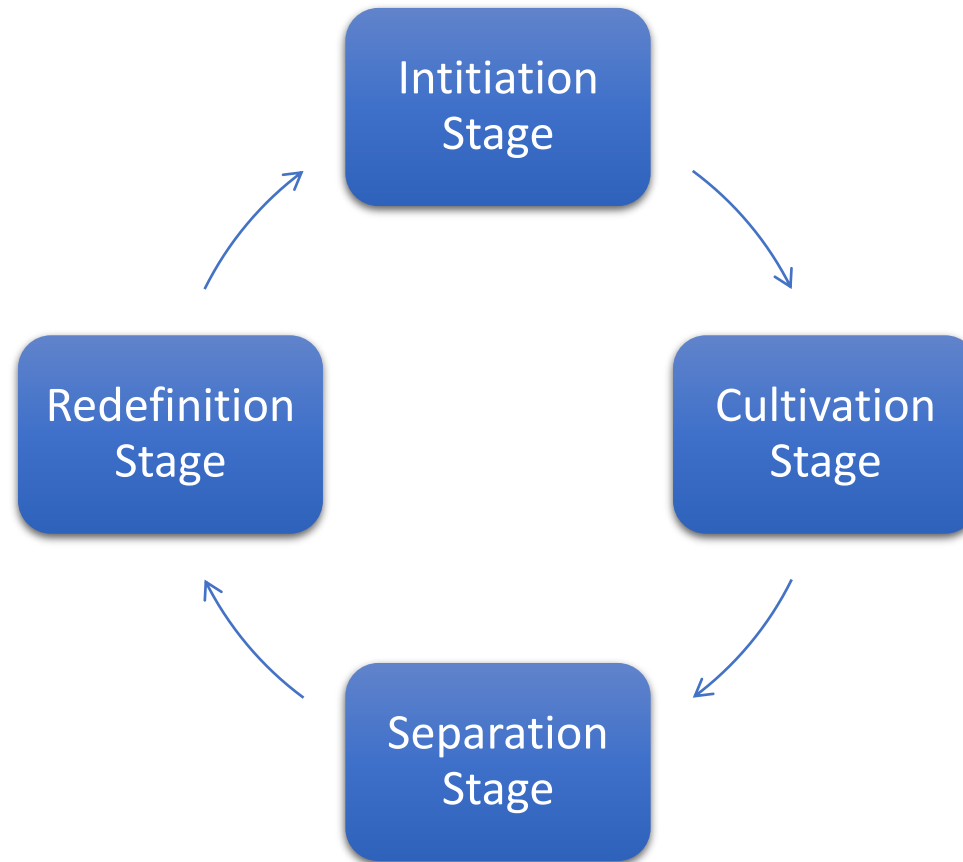 Intitiation
Stage
Cultivation
Stage
Separation
Stage
Redefinition
Stage